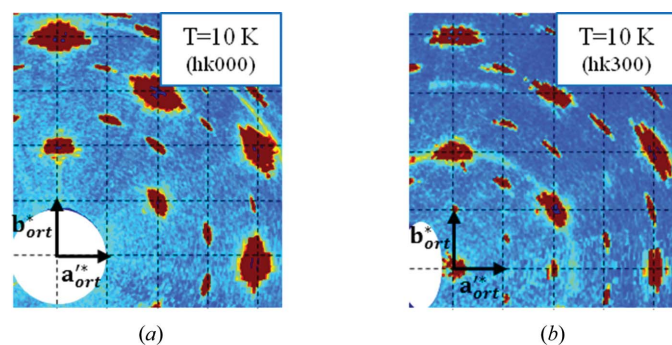 T=10 K
(hk000)
b*ort
a'*ort
(a)
T=10 K
(hk300)
b*ort
a'*ort
(b)